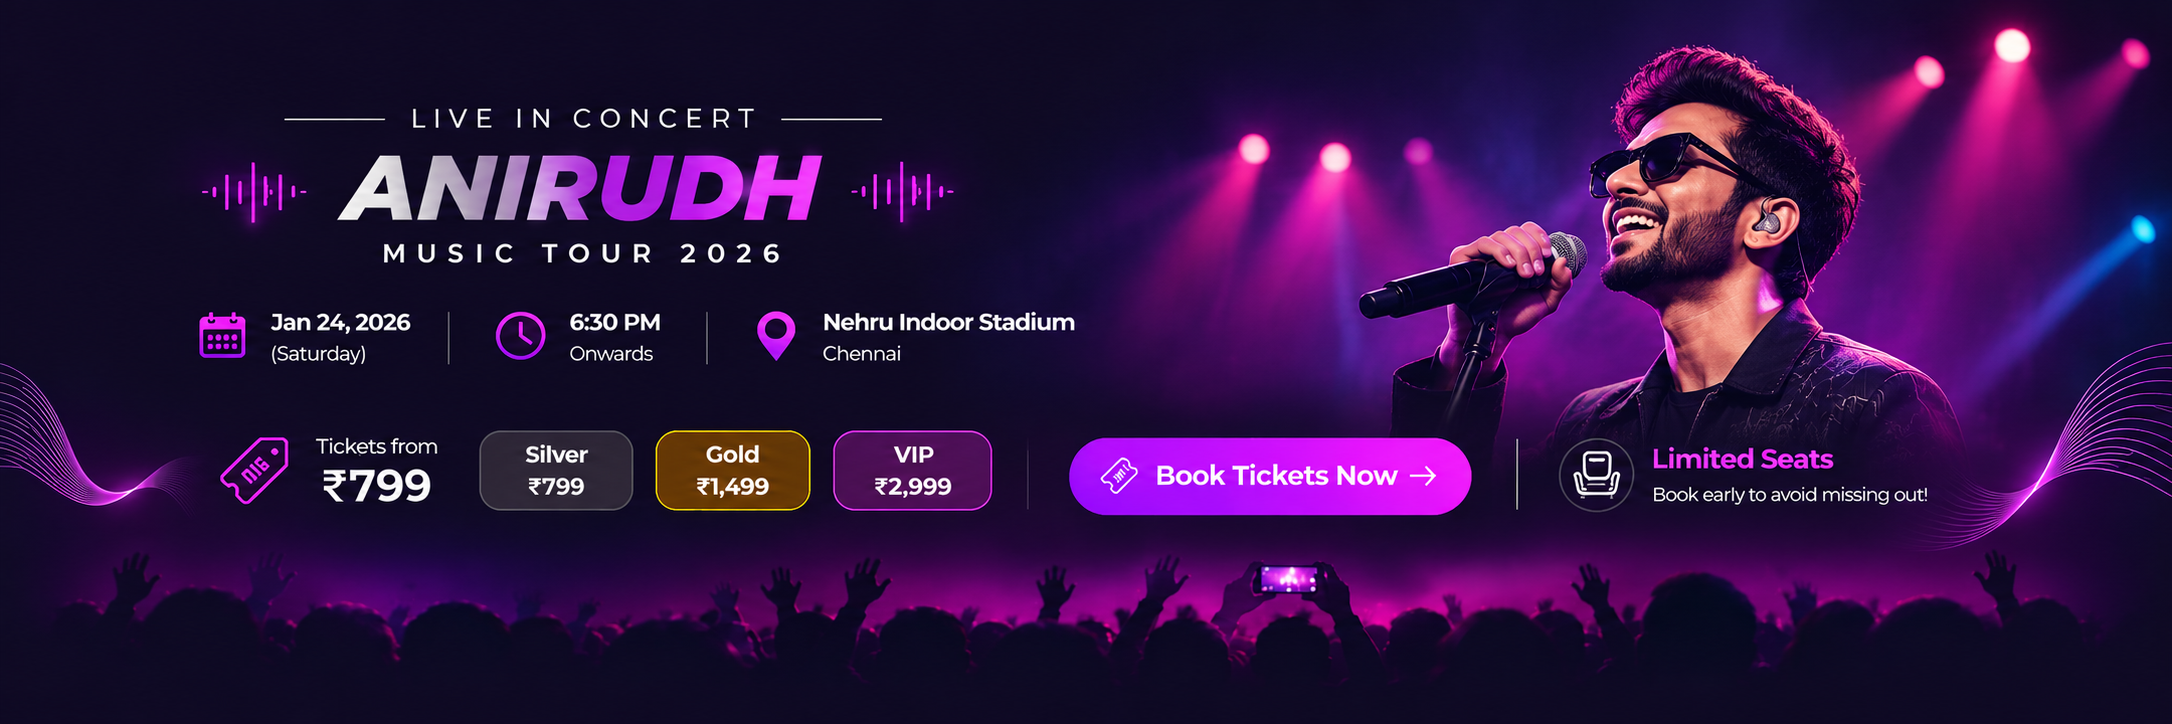 LIVE IN CONCERT
ANIRUDH
MUSIC TOUR 2026
Jan 24, 2026
(Saturday)
6:30 PM
Onwards
Nehru Indoor Stadium
Chennai
Tickets from
₹799
Silver
₹799
Gold
₹1,499
VIP
₹2,999
Book Tickets Now →
Limited Seats
Book early to avoid missing out!